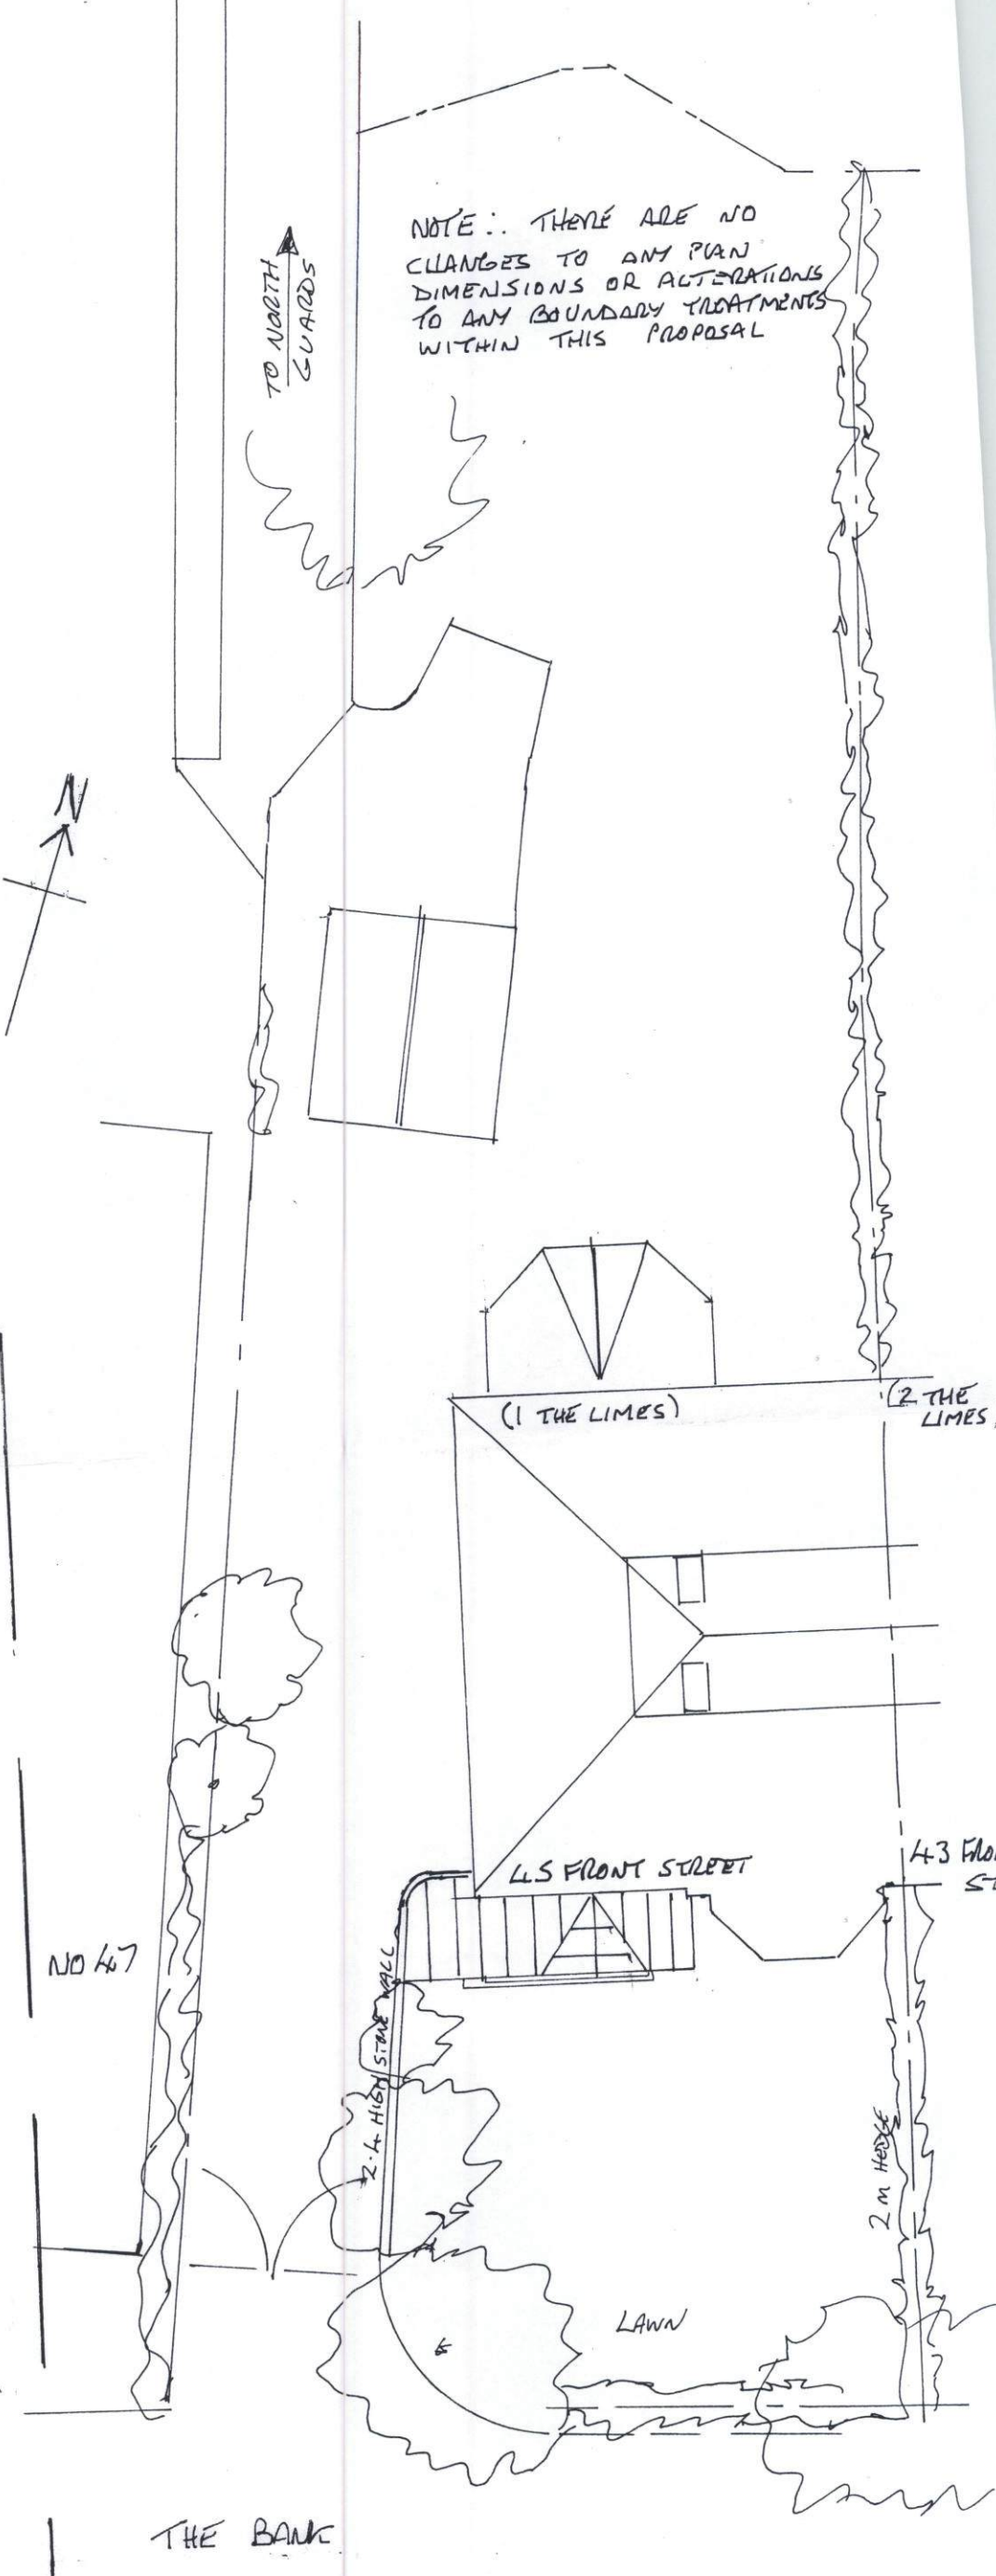 NOTE:. THERE ARE NO
CHANGES TO ANY PLAN
DIMENSIONS OR ALTERATIONS
TO ANY BOUNDARY TREATMENTS
WITHIN THIS PROPOSAL
TO NORTH
GUARDS
N
(1 THE LIMES)
(2 THE
LIMES
45 FRONT STREET
43 FRO
ST
NO 47
2.4 HIGH STONE WALL
2 M HEDGE
LAWN
THE BANK